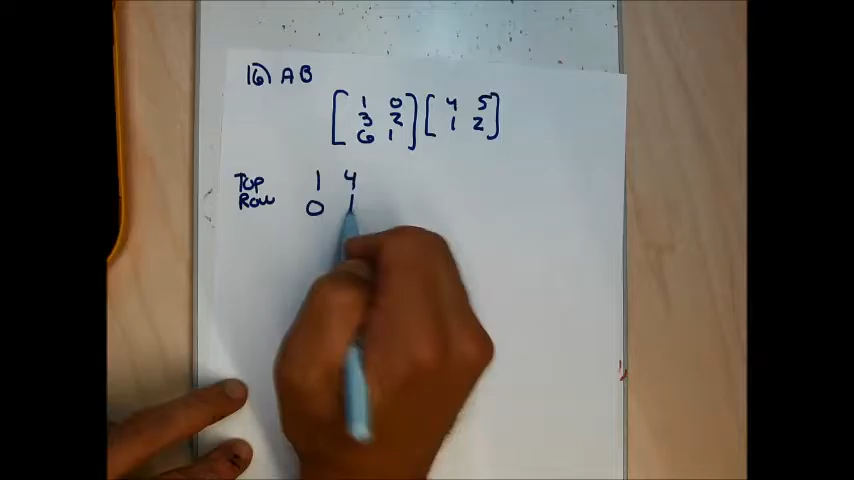 16) AB
[ 1 0 ] [ 4 5 ]
[ 3 2 ] [ 1 2 ]
[ 6 1 ]
Top 1 4
Row 0 1